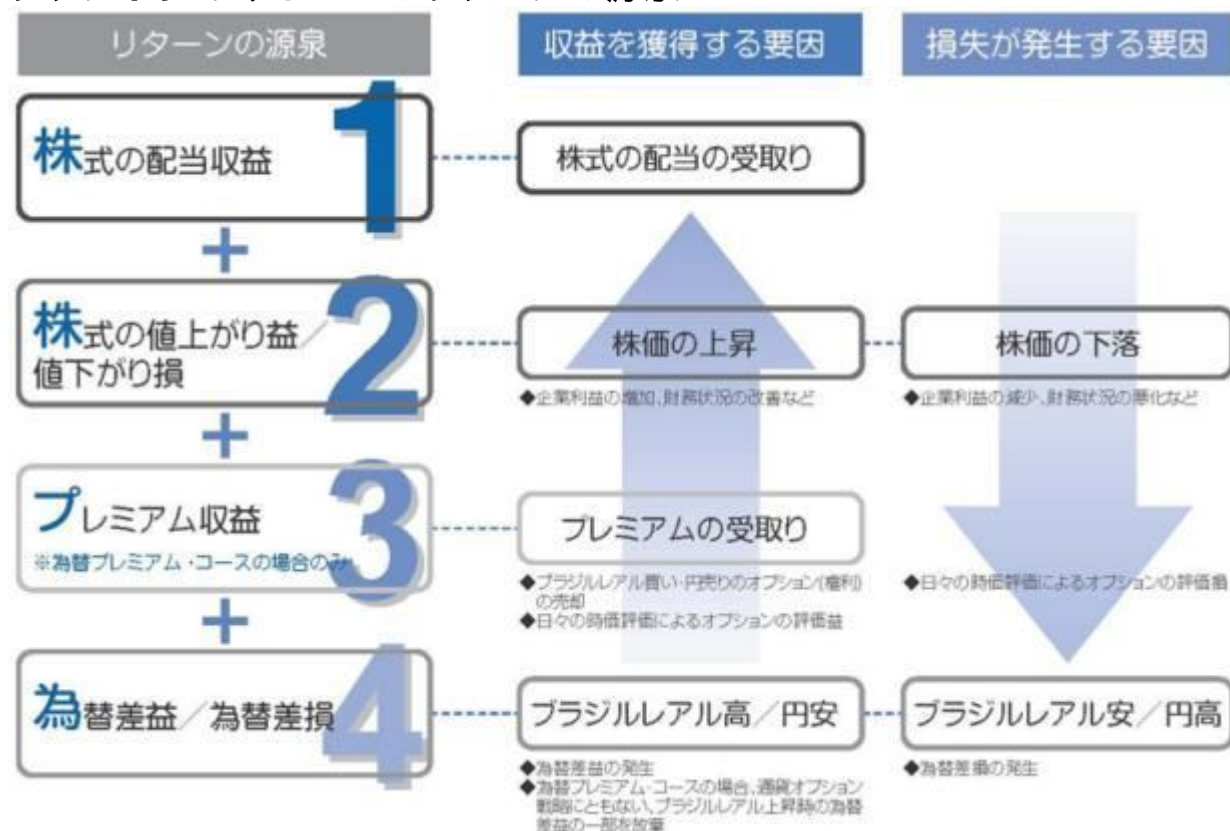 リターンの源泉
収益を獲得する要因
損失が発生する要因
株式の配当収益
1
株式の配当の受取り
+
株式の値上がり益/
値下がり損
2
株価の上昇
◆企業利益の増加、財務状況の改善など
株価の下落
◆企業利益の減少、財務状況の悪化など
+
プレミアム収益
※為替プレミアム・コースの場合のみ
3
プレミアムの受取り
◆ブラジルレアル買い・円売りのオプション(権利)
の売却
◆日々の時価評価によるオプションの評価益
◆日々の時価評価によるオプションの評価損
+
為替差益/為替差損
4
ブラジルレアル高/円安
◆為替差益の発生
◆為替プレミアム・コースの場合、通貨オプション
戦略にともない、ブラジルレアル上昇時の為替
差益の一部を放棄
ブラジルレアル安/円高
◆為替差損の発生